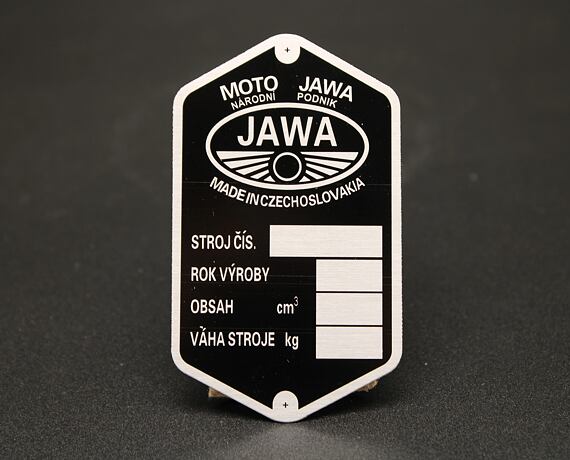 MOTO JAWA
NÁRODNÍ PODNIK
JAWA
MADE IN CZECHOSLOVAKIA
STROJ ČÍS.
ROK VÝROBY
OBSAH cm³
VÁHA STROJE kg